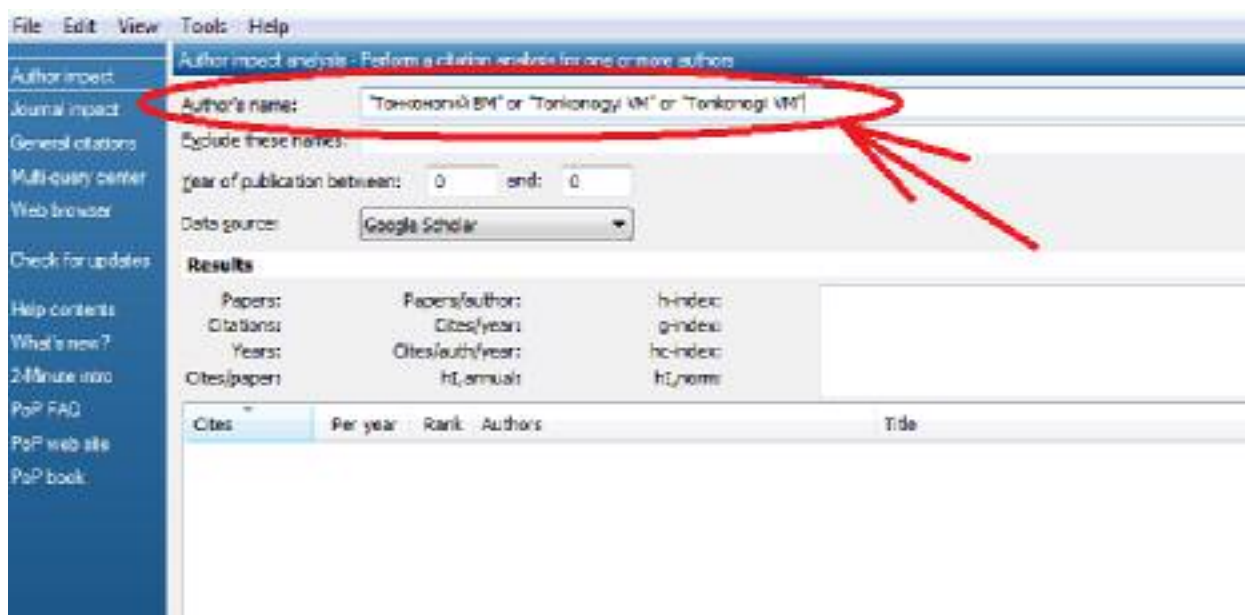 File Edit View Tools Help
Author impact
Journal impact
General citations
Multi-query center
Web browser
Check for updates
Help contents
What's new?
2-Minute intro
PoP FAQ
PoP web site
PoP book
Author impact analysis - Perform a citation analysis for one or more authors
Author's name: "Тонконогий ВМ" or "Tonkonogyi VM" or "Tonkonogi VM"
Exclude these names:
Year of publication between: 0 and: 0
Data source: Google Scholar
Results
Papers: Papers/author: h-index:
Citations: Cites/year: g-index:
Years: Cites/auth/year: hc-index:
Cites/paper: hI,annual: hI,norm:
Cites Per year Rank Authors Title